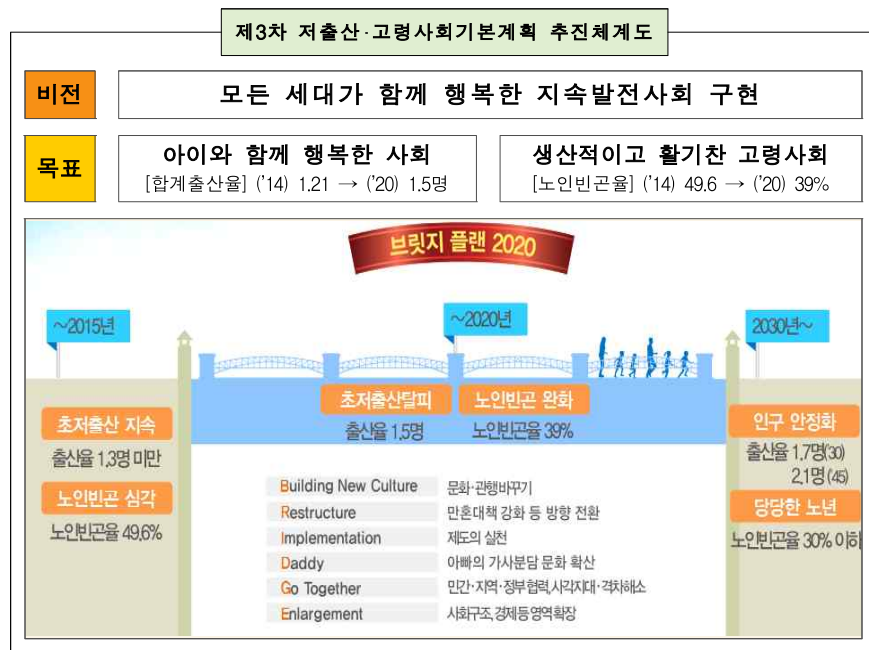 제3차 저출산·고령사회기본계획 추진체계도
비전
모든 세대가 함께 행복한 지속발전사회 구현
목표
아이와 함께 행복한 사회
[합계출산율] ('14) 1.21 → ('20) 1.5명
생산적이고 활기찬 고령사회
[노인빈곤율] ('14) 49.6 → ('20) 39%
브릿지 플랜 2020
～2015년
～2020년
2030년～
초저출산 지속
출산율 1.3명 미만
노인빈곤 심각
노인빈곤율 49.6%
초저출산탈피
출산율 1.5명
노인빈곤 완화
노인빈곤율 39%
인구 안정화
출산율 1.7명(30)
2.1명(45)
당당한 노년
노인빈곤율 30% 이하
Building New Culture 문화·관행바꾸기
Restructure 만혼대책 강화 등 방향 전환
Implementation 제도의 실천
Daddy 아빠의 가사분담 문화 확산
Go Together 민간·지역·정부협력,사각지대·격차해소
Enlargement 사회구조,경제등영역확장